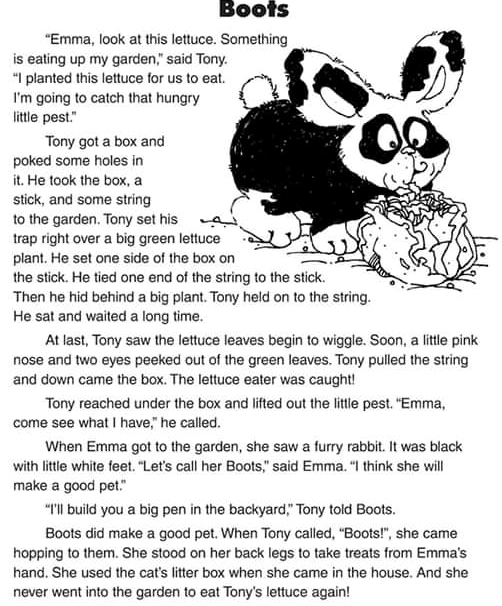 Boots
"Emma, look at this lettuce. Something
is eating up my garden," said Tony.
"I planted this lettuce for us to eat.
I'm going to catch that hungry
little pest."
Tony got a box and
poked some holes in
it. He took the box, a
stick, and some string
to the garden. Tony set his
trap right over a big green lettuce
plant. He set one side of the box on
the stick. He tied one end of the string to the stick.
Then he hid behind a big plant. Tony held on to the string.
He sat and waited a long time.
At last, Tony saw the lettuce leaves begin to wiggle. Soon, a little pink
nose and two eyes peeked out of the green leaves. Tony pulled the string
and down came the box. The lettuce eater was caught!
Tony reached under the box and lifted out the little pest. "Emma,
come see what I have," he called.
When Emma got to the garden, she saw a furry rabbit. It was black
with little white feet. "Let's call her Boots," said Emma. "I think she will
make a good pet."
"I'll build you a big pen in the backyard," Tony told Boots.
Boots did make a good pet. When Tony called, "Boots!", she came
hopping to them. She stood on her back legs to take treats from Emma's
hand. She used the cat's litter box when she came in the house. And she
never went into the garden to eat Tony's lettuce again!